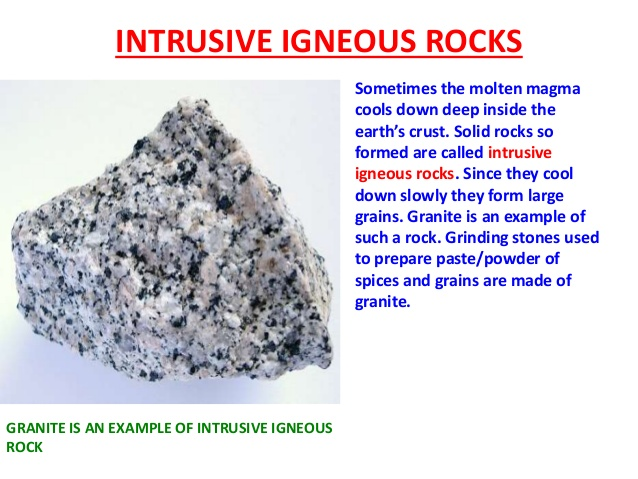 INTRUSIVE IGNEOUS ROCKS
Sometimes the molten magma
cools down deep inside the
earth’s crust. Solid rocks so
formed are called intrusive
igneous rocks. Since they cool
down slowly they form large
grains. Granite is an example of
such a rock. Grinding stones used
to prepare paste/powder of
spices and grains are made of
granite.
GRANITE IS AN EXAMPLE OF INTRUSIVE IGNEOUS
ROCK